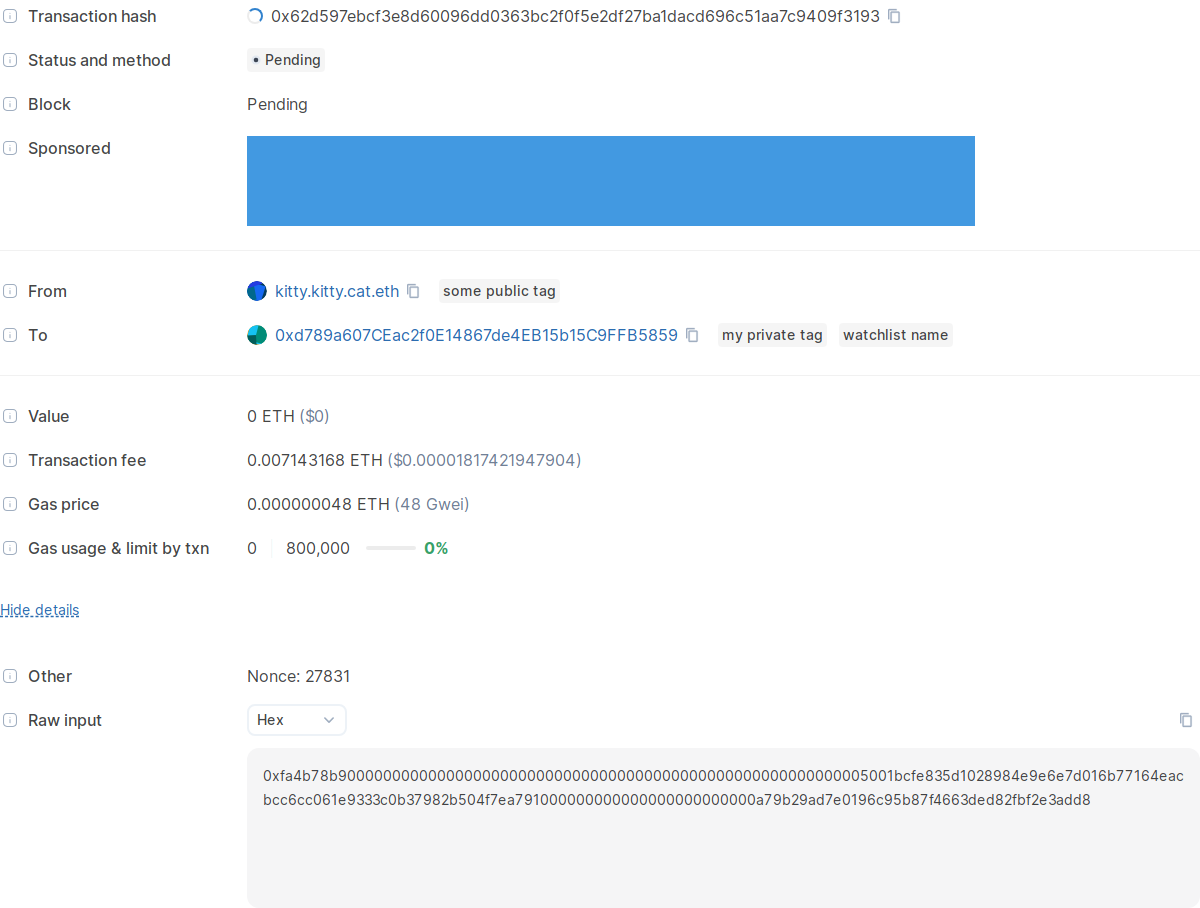 Transaction hash 0x62d597ebcf3e8d60096dd0363bc2f0f5e2df27ba1dacd696c51aa7c9409f3193
Status and method Pending
Block Pending
Sponsored
From kitty.kitty.cat.eth some public tag
To 0xd789a607CEac2f0E14867de4EB15b15C9FFB5859 my private tag watchlist name
Value 0 ETH ($0)
Transaction fee 0.007143168 ETH ($0.00001817421947904)
Gas price 0.000000048 ETH (48 Gwei)
Gas usage & limit by txn 0 800,000 0%
Hide details
Other Nonce: 27831
Raw input Hex
0xfa4b78b90000000000000000000000000000000000000000000000000000000005001bcfe835d1028984e9e6e7d016b77164eac
bcc6cc061e9333c0b37982b504f7ea791000000000000000000000000a79b29ad7e0196c95b87f4663ded82fbf2e3add8